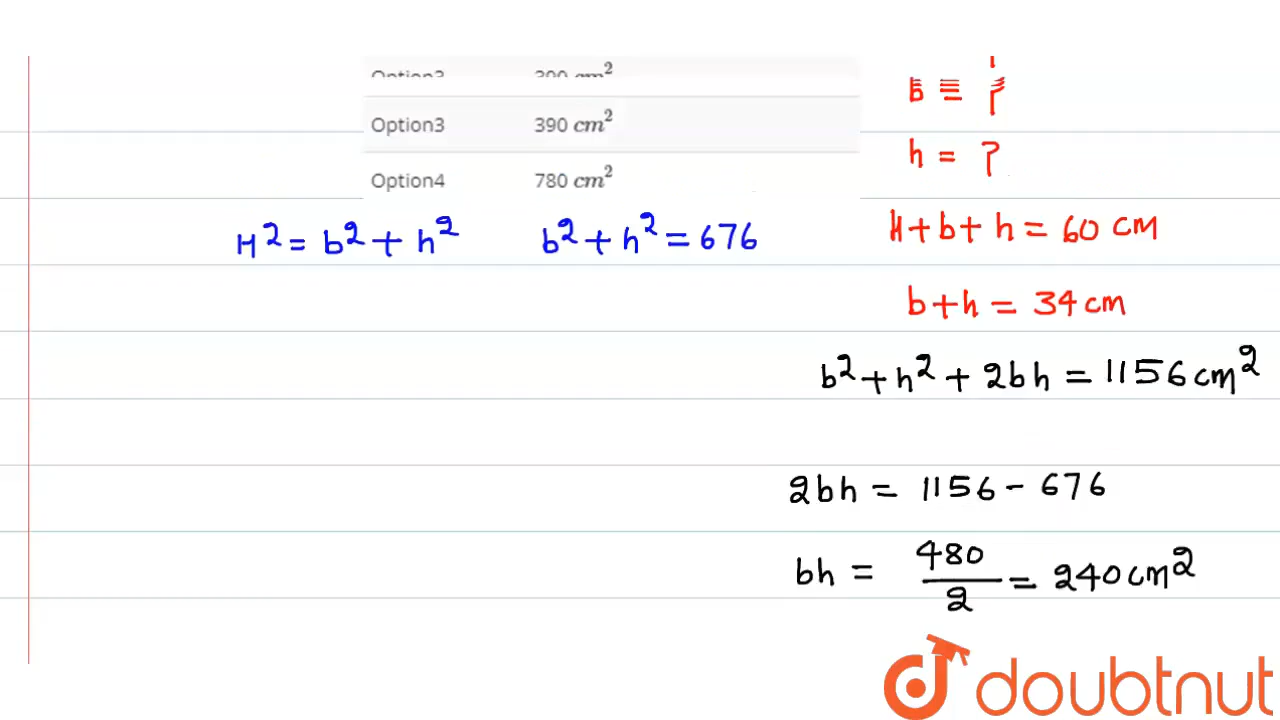 Option3 390 cm²
Option4 780 cm²
b ≡ ?
h = ?
H² = b² + h² b² + h² = 676
H + b + h = 60 cm
b + h = 34 cm
b² + h² + 2bh = 1156 cm²
2bh = 1156 - 676
bh = 480/2 = 240 cm²
doubtnut